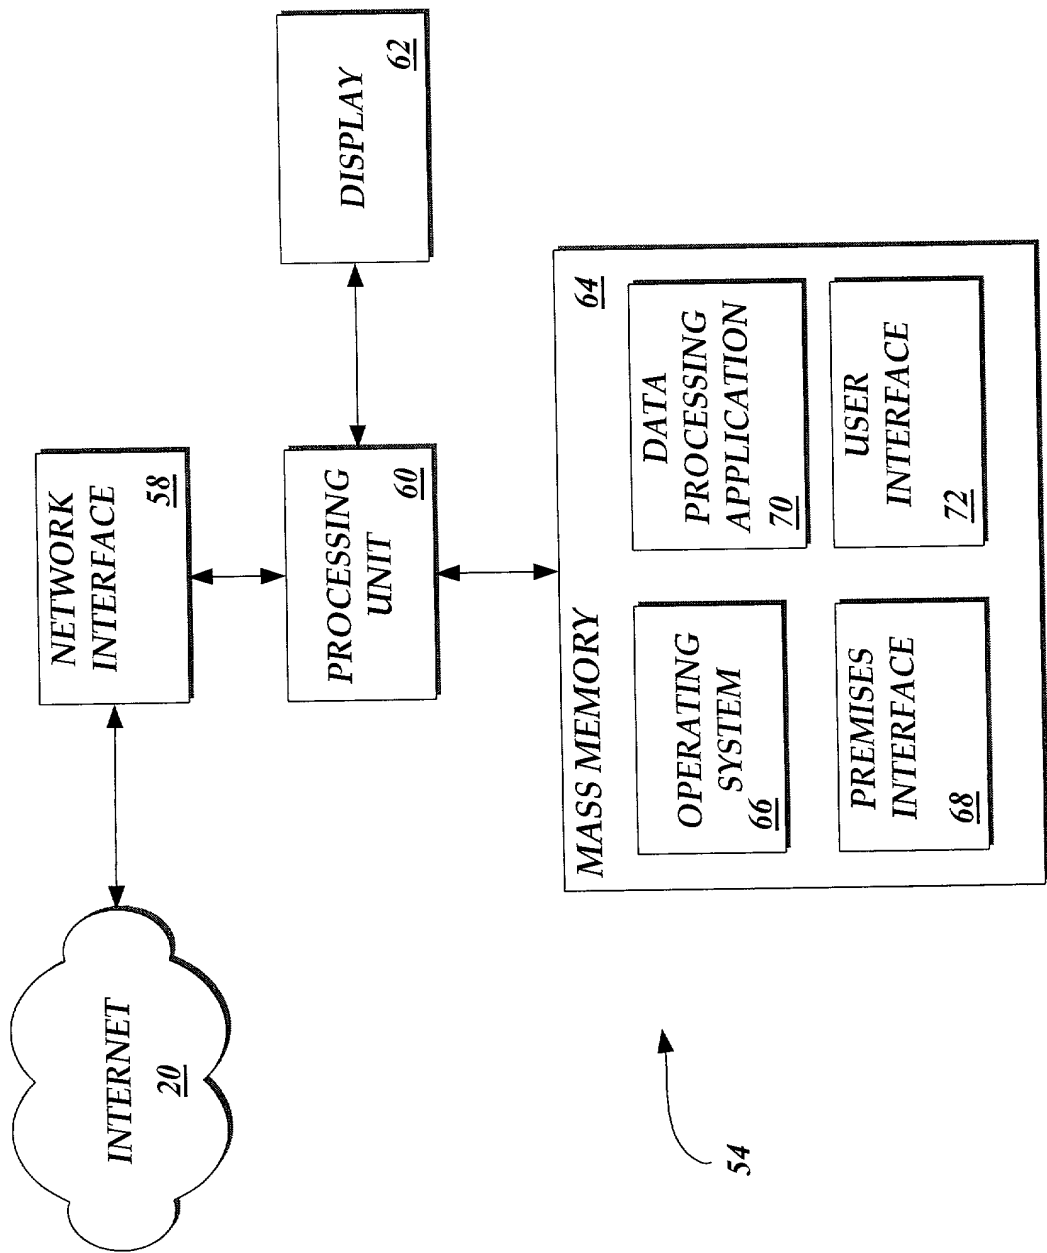 INTERNET
20
NETWORK
INTERFACE
58
PROCESSING
UNIT
60
DISPLAY
62
MASS MEMORY
64
OPERATING
SYSTEM
66
DATA
PROCESSING
APPLICATION
70
PREMISES
INTERFACE
68
USER
INTERFACE
72
54